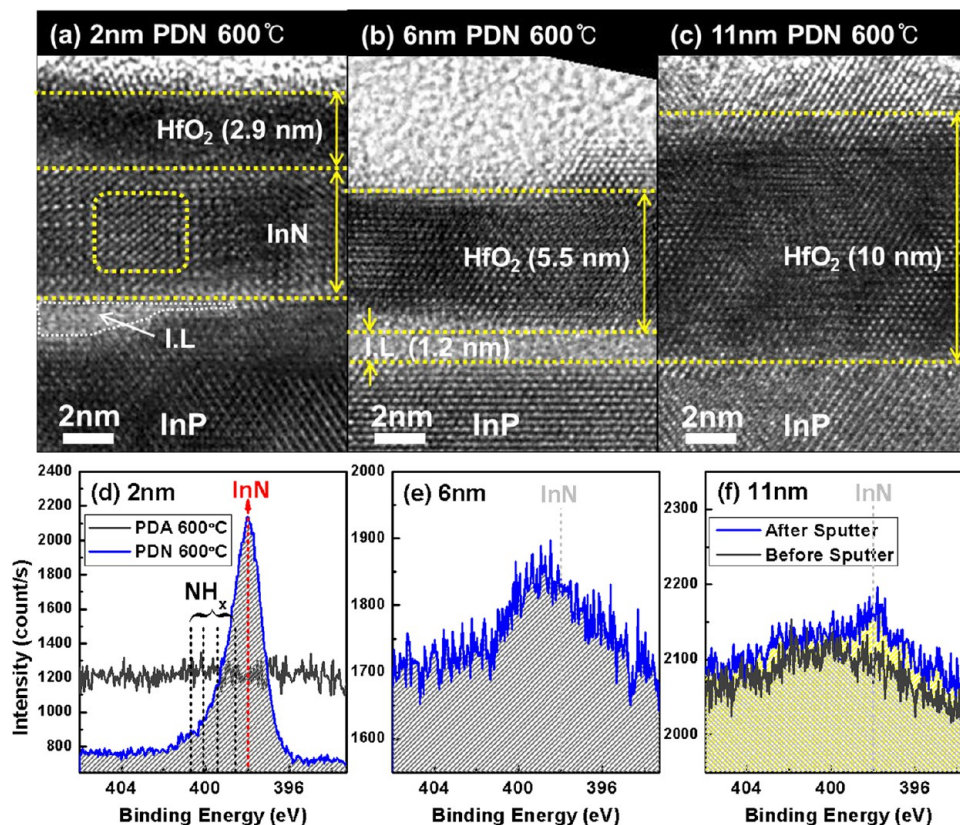 (a) 2nm PDN 600℃
(b) 6nm PDN 600℃
(c) 11nm PDN 600℃
HfO₂ (2.9 nm)
InN
I.L
2nm
InP
HfO₂ (5.5 nm)
I.L (1.2 nm)
2nm
InP
HfO₂ (10 nm)
2nm
InP
Intensity (count/s)
2400
2200
2000
1800
1600
1400
1200
1000
800
(d) 2nm
InN
PDA 600ᵒC
PDN 600ᵒC
NHₓ
404
400
396
Binding Energy (eV)
2000
1900
1800
1700
1600
(e) 6nm
InN
404
400
396
Binding Energy (eV)
2300
2200
2100
2000
(f) 11nm
InN
After Sputter
Before Sputter
404
400
396
Binding Energy (eV)